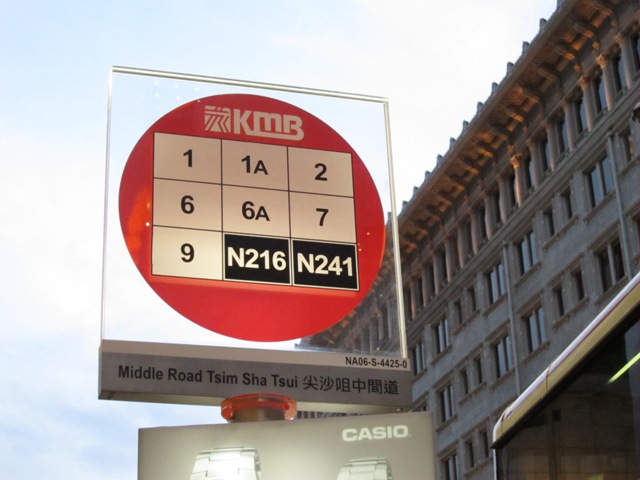 KMB
1 1A 2
6 6A 7
9 N216 N241
NA06-S-4425-0
Middle Road Tsim Sha Tsui 尖沙咀中間道
CASIO